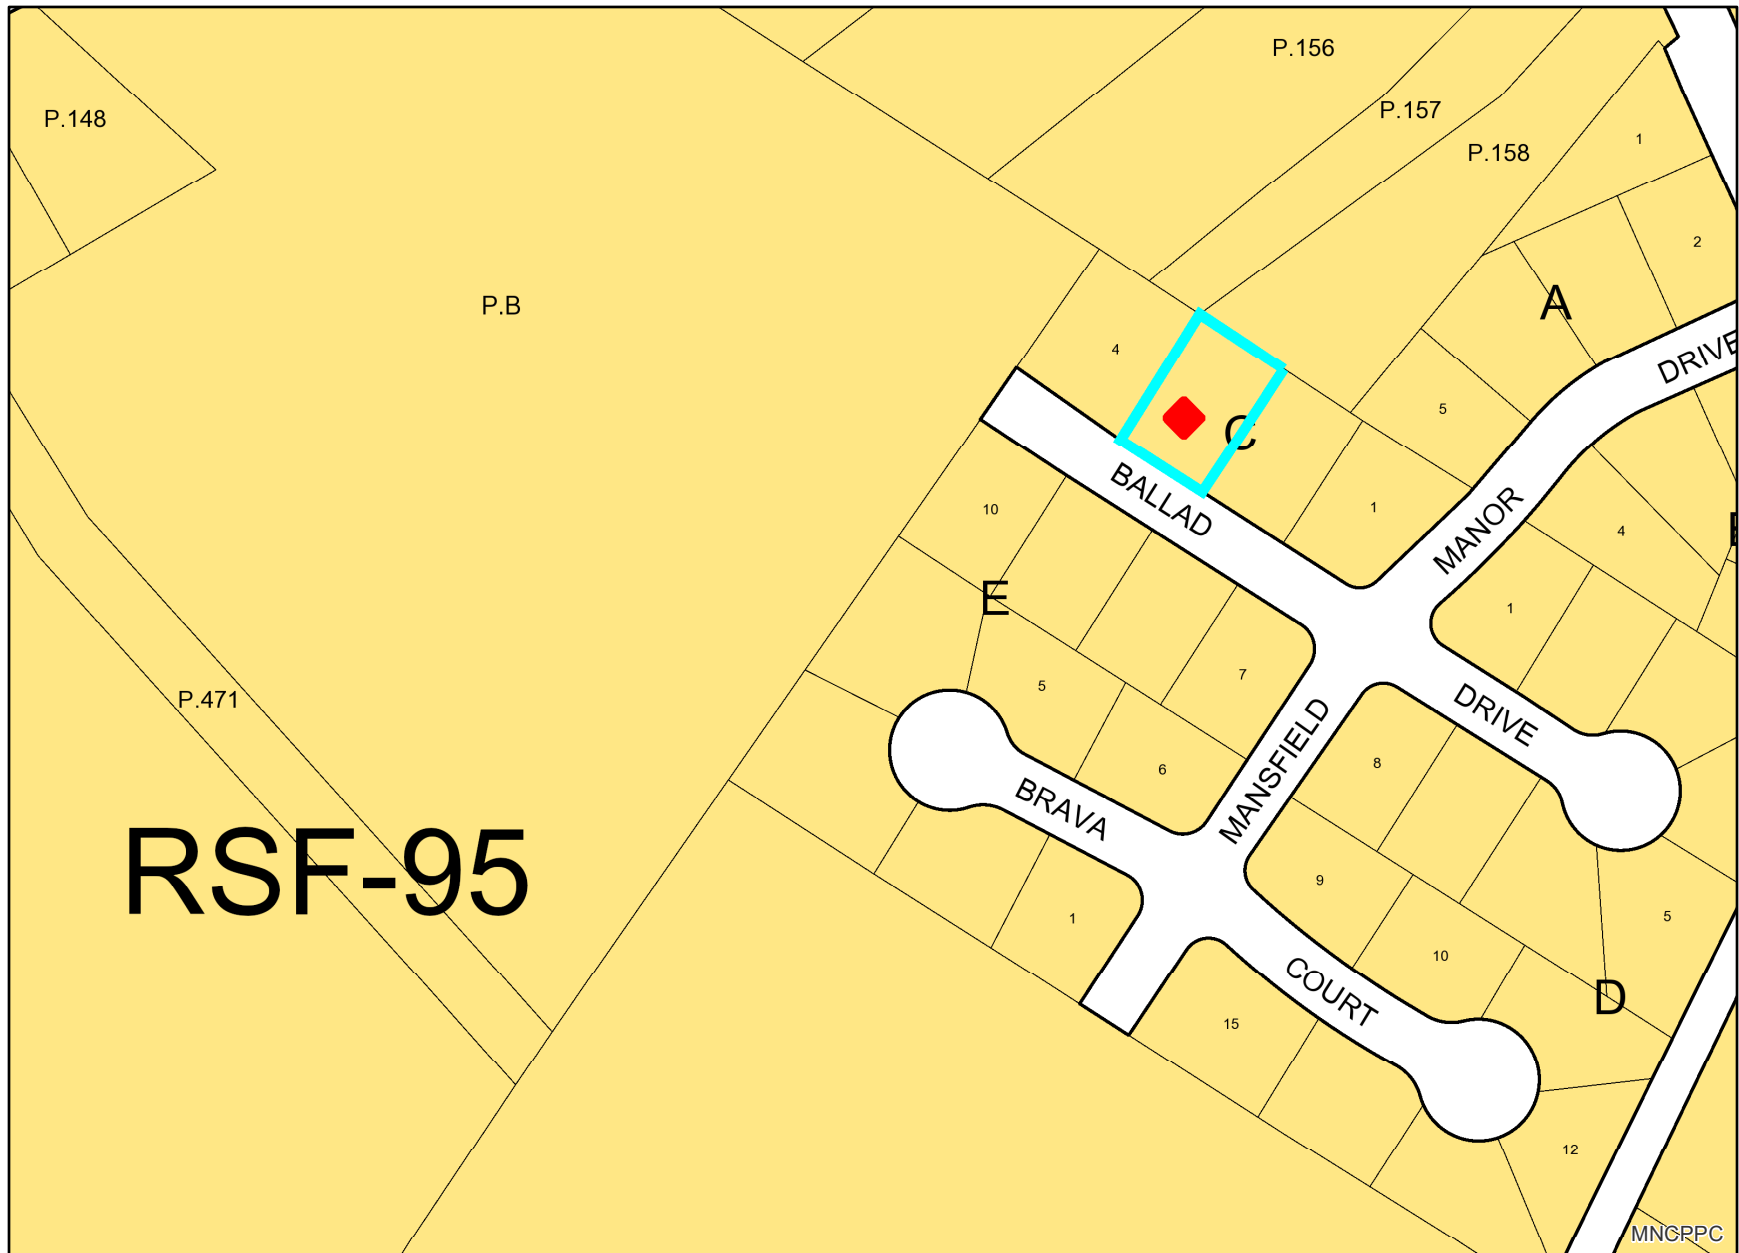 P.156
P.148
P.157
1
P.158
2
P.B
A
4
DRIVE
5
C
BALLAD
1
10
MANOR
4
E
1
5
7
P.471
DRIVE
6
MANSFIELD
8
BRAVA
RSF-95
9
1
5
10
COURT
D
15
12
MNCPPC